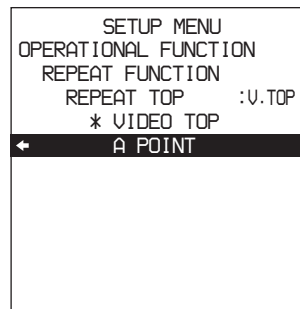 SETUP MENU
OPERATIONAL FUNCTION
REPEAT FUNCTION
REPEAT TOP :V.TOP
* VIDEO TOP
← A POINT